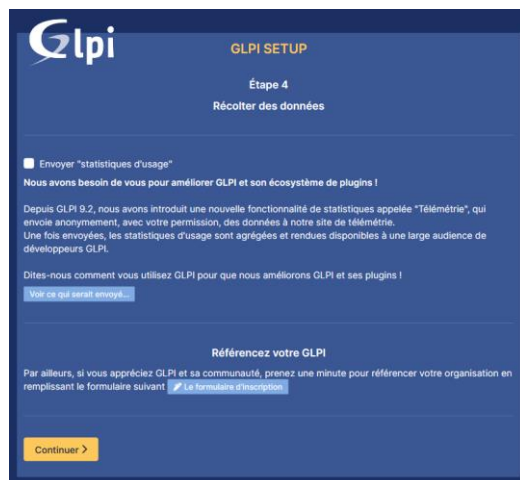 Glpi
GLPI SETUP
Étape 4
Récolter des données
Envoyer "statistiques d'usage"
Nous avons besoin de vous pour améliorer GLPI et son écosystème de plugins !
Depuis GLPI 9.2, nous avons introduit une nouvelle fonctionnalité de statistiques appelée "Télémétrie", qui
envoie anonymement, avec votre permission, des données à notre site de télémétrie.
Une fois envoyées, les statistiques d'usage sont agrégées et rendues disponibles à une large audience de
développeurs GLPI.
Dites-nous comment vous utilisez GLPI pour que nous améliorons GLPI et ses plugins !
Voir ce qui serait envoyé...
Référencez votre GLPI
Par ailleurs, si vous appréciez GLPI et sa communauté, prenez une minute pour référencer votre organisation en
remplissant le formulaire suivant Le formulaire d'inscription
Continuer >